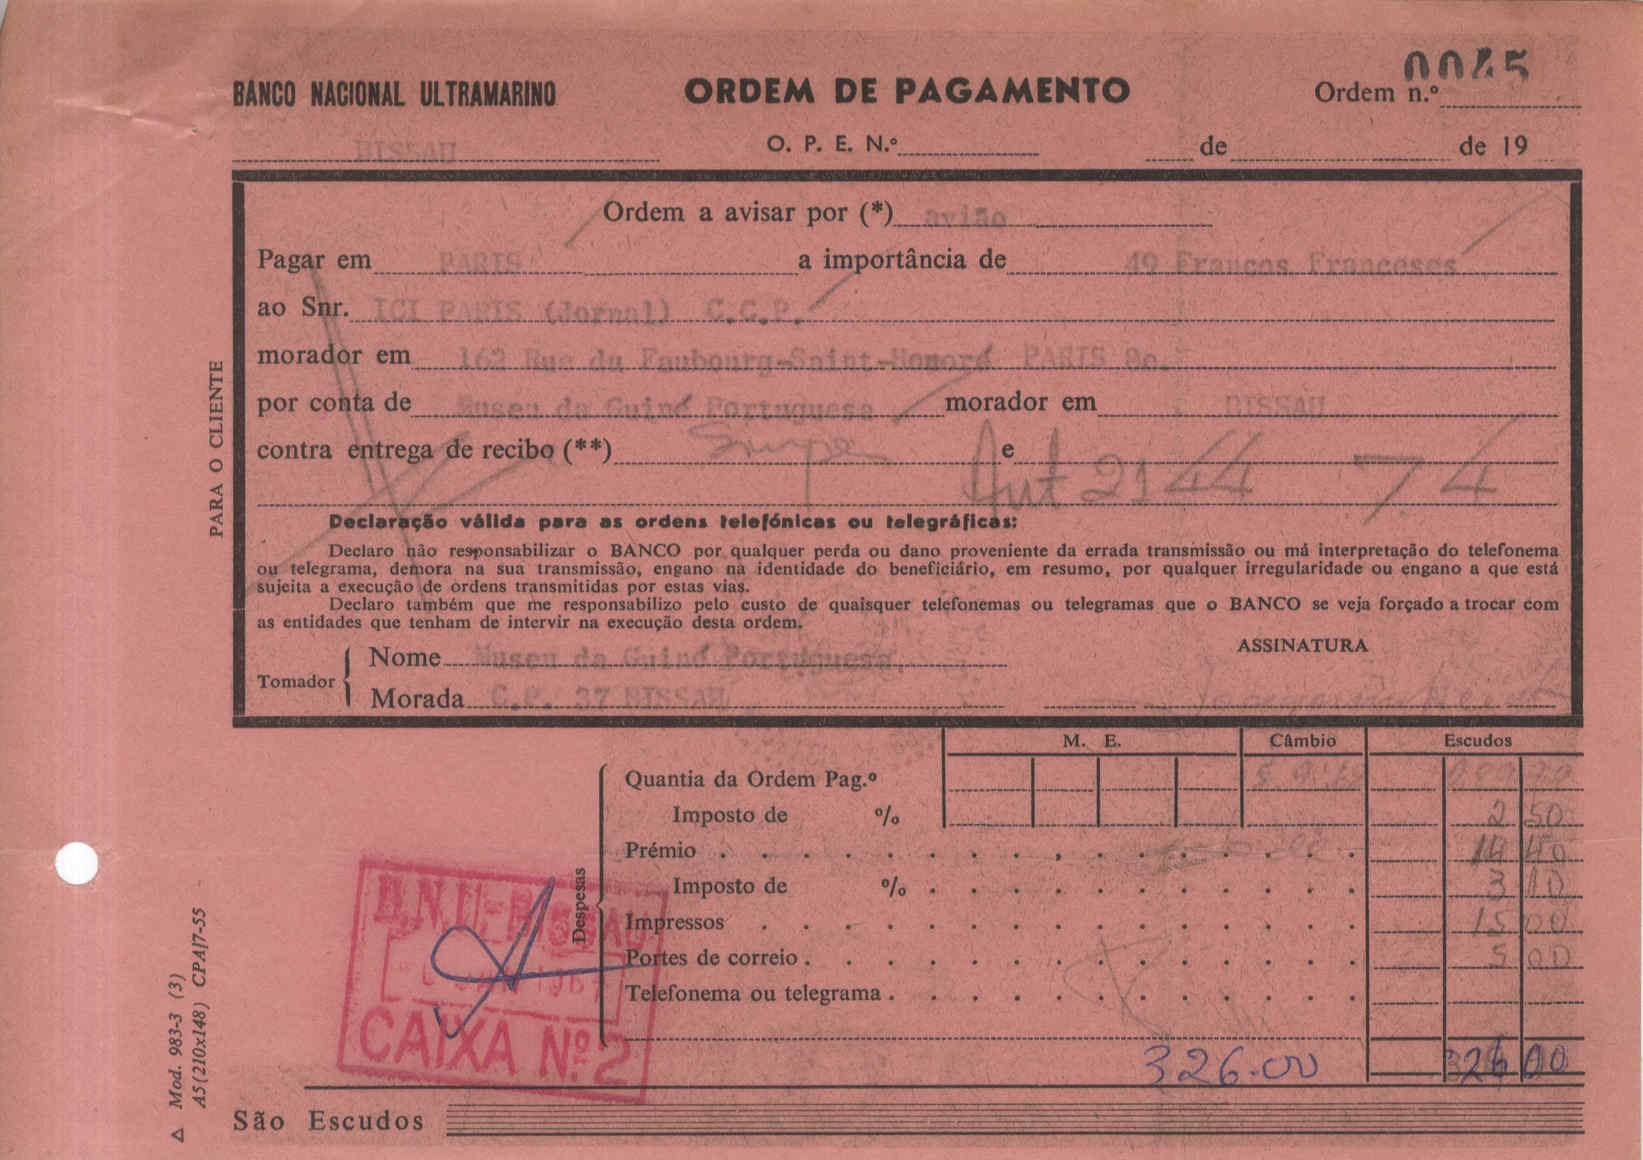 BANCO NACIONAL ULTRAMARINO ORDEM DE PAGAMENTO Ordem n.º 0045
BISSAU O. P. E. N.º de de 19
Ordem a avisar por (*) avião
Pagar em PARIS a importância de 49 Francos Franceses
ao Snr. ICI PARIS (Jornal) C.C.P.
morador em 162 Rue du Faubourg-Saint-Honoré PARIS 8e.
por conta de Museu da Guiné Portuguesa morador em BISSAU
contra entrega de recibo (**) e
Aut 2144 74
Declaração válida para as ordens telefónicas ou telegráficas:
Declaro não responsabilizar o BANCO por qualquer perda ou dano proveniente da errada transmissão ou má interpretação do telefonema
ou telegrama, demora na sua transmissão, engano na identidade do beneficiário, em resumo, por qualquer irregularidade ou engano a que está
sujeita a execução de ordens transmitidas por estas vias.
Declaro também que me responsabilizo pelo custo de quaisquer telefonemas ou telegramas que o BANCO se veja forçado a trocar com
as entidades que tenham de intervir na execução desta ordem.
ASSINATURA
Tomador
Nome Museu da Guiné Portuguesa
Morada C.P. 37 BISSAU
PARA O CLIENTE
M. E. Câmbio Escudos
Despesas
Quantia da Ordem Pag.º
Imposto de % 2 50
Prémio 14 40
Imposto de % 3 10
Impressos 15 00
Portes de correio 5 00
Telefonema ou telegrama
326.00 326 00
B.N.U-BISSAU
CAIXA Nº 2
São Escudos
Mod. 983-3 (3)
A5 (210x148) CPA/7-55